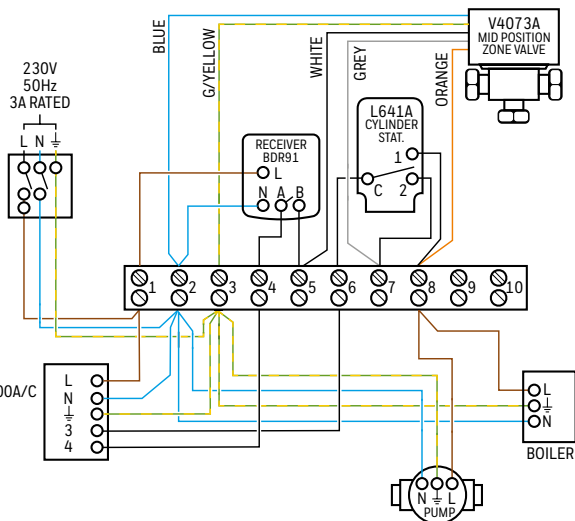 V4073A
MID POSITION
ZONE VALVE
BLUE
G/YELLOW
WHITE
GREY
ORANGE
230V
50Hz
3A RATED
L N
RECEIVER
BDR91
L
N A B
L641A
CYLINDER
STAT.
1
C 2
1 2 3 4 5 6 7 8 9 10
00A/C
L
N
3
4
L
N
BOILER
N L
PUMP